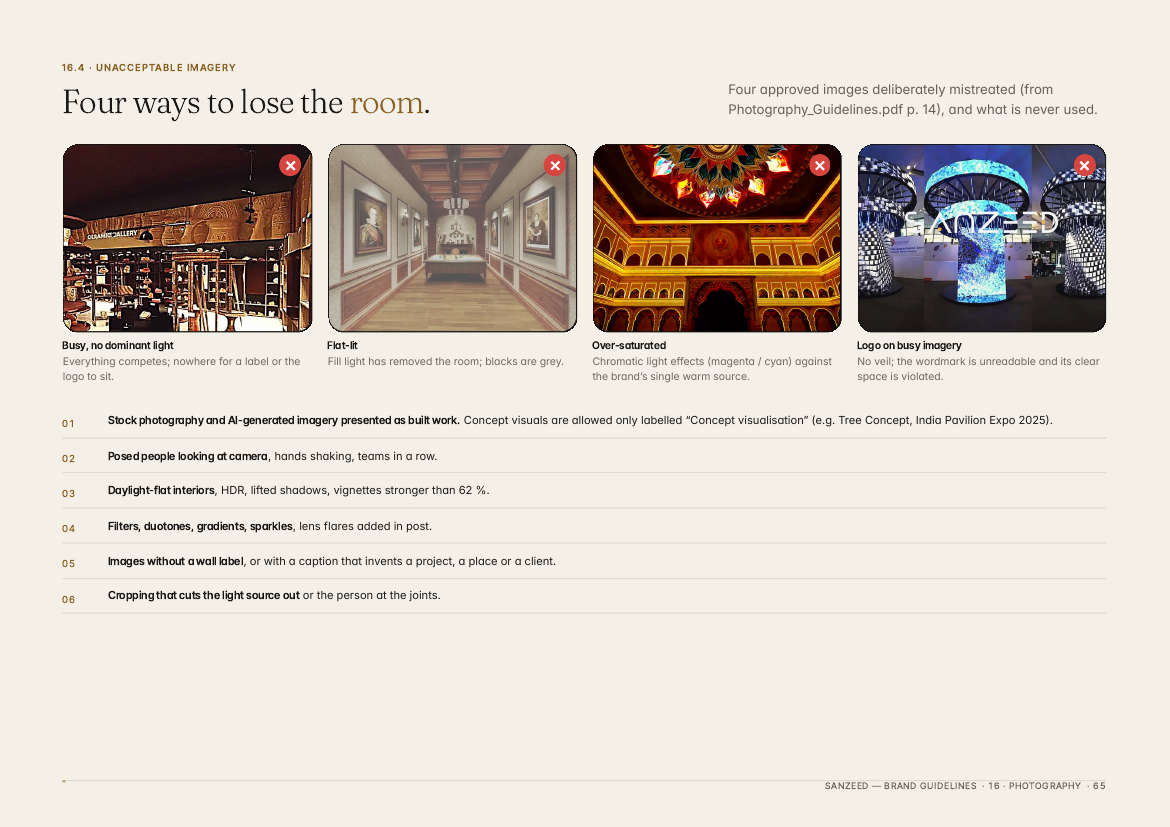 16.4 · UNACCEPTABLE IMAGERY
Four ways to lose the room.
Four approved images deliberately mistreated (from
Photography_Guidelines.pdf p. 14), and what is never used.
CERAMIC GALLERY
SANZEED
Busy, no dominant light
Everything competes; nowhere for a label or the
logo to sit.
Flat-lit
Fill light has removed the room; blacks are grey.
Over-saturated
Chromatic light effects (magenta / cyan) against
the brand’s single warm source.
Logo on busy imagery
No veil; the wordmark is unreadable and its clear
space is violated.
01 Stock photography and AI-generated imagery presented as built work. Concept visuals are allowed only labelled “Concept visualisation” (e.g. Tree Concept, India Pavilion Expo 2025).
02 Posed people looking at camera, hands shaking, teams in a row.
03 Daylight-flat interiors, HDR, lifted shadows, vignettes stronger than 62 %.
04 Filters, duotones, gradients, sparkles, lens flares added in post.
05 Images without a wall label, or with a caption that invents a project, a place or a client.
06 Cropping that cuts the light source out or the person at the joints.
SANZEED — BRAND GUIDELINES · 16 · PHOTOGRAPHY · 65